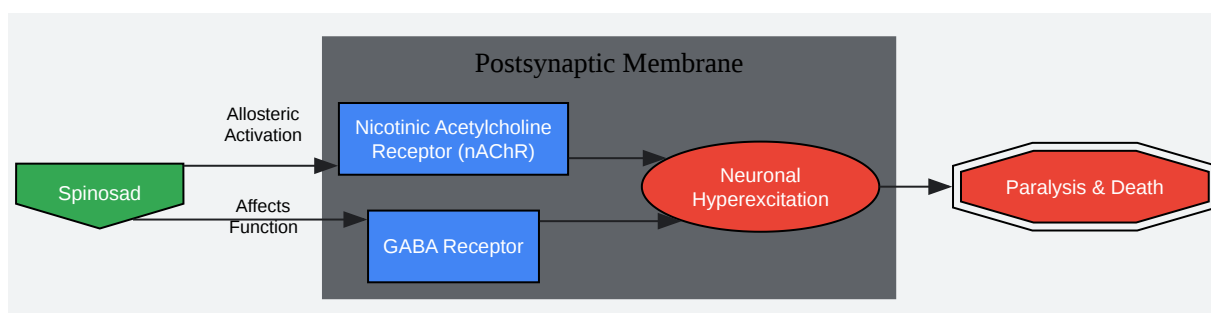 Postsynaptic Membrane
Allosteric
Activation
Nicotinic Acetylcholine
Receptor (nAChR)
Spinosad
Neuronal
Hyperexcitation
Paralysis & Death
Affects
Function
GABA Receptor